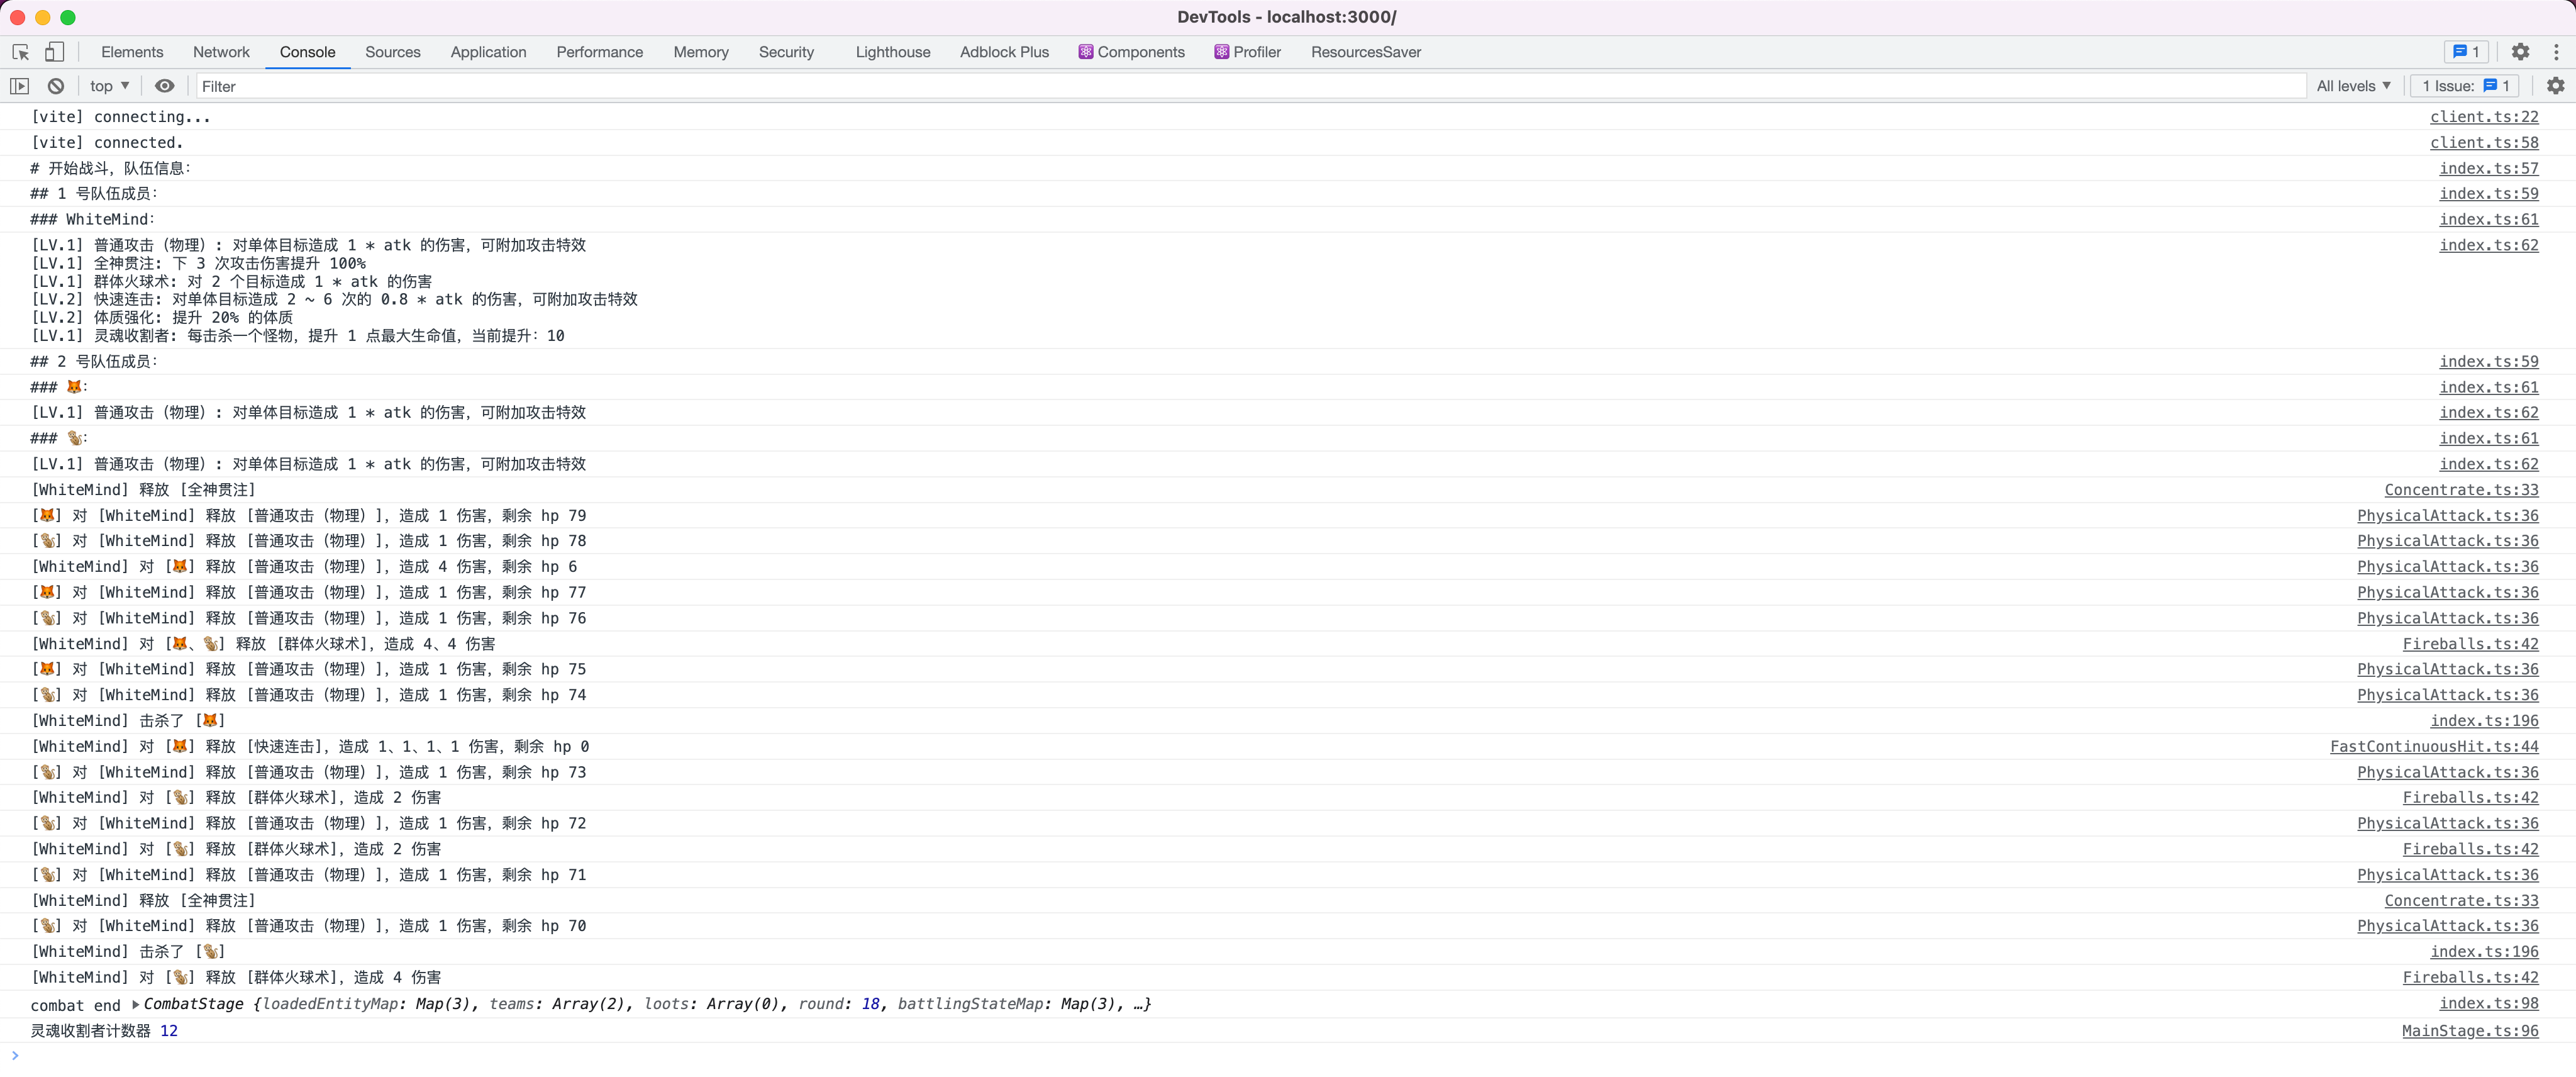 DevTools - localhost:3000/
Elements Network Console Sources Application Performance Memory Security Lighthouse Adblock Plus Components Profiler ResourcesSaver 1
top Filter All levels 1 Issue: 1
[vite] connecting... client.ts:22
[vite] connected. client.ts:58
# 开始战斗，队伍信息： index.ts:57
## 1 号队伍成员： index.ts:59
### WhiteMind： index.ts:61
[LV.1] 普通攻击（物理）: 对单体目标造成 1 * atk 的伤害，可附加攻击特效 index.ts:62
[LV.1] 全神贯注: 下 3 次攻击伤害提升 100%
[LV.1] 群体火球术: 对 2 个目标造成 1 * atk 的伤害
[LV.2] 快速连击: 对单体目标造成 2 ~ 6 次的 0.8 * atk 的伤害，可附加攻击特效
[LV.2] 体质强化: 提升 20% 的体质
[LV.1] 灵魂收割者: 每击杀一个怪物，提升 1 点最大生命值，当前提升：10
## 2 号队伍成员： index.ts:59
### 🦊： index.ts:61
[LV.1] 普通攻击（物理）: 对单体目标造成 1 * atk 的伤害，可附加攻击特效 index.ts:62
### 🐿️： index.ts:61
[LV.1] 普通攻击（物理）: 对单体目标造成 1 * atk 的伤害，可附加攻击特效 index.ts:62
[WhiteMind] 释放 [全神贯注] Concentrate.ts:33
[🦊] 对 [WhiteMind] 释放 [普通攻击（物理）]，造成 1 伤害，剩余 hp 79 PhysicalAttack.ts:36
[🐿️] 对 [WhiteMind] 释放 [普通攻击（物理）]，造成 1 伤害，剩余 hp 78 PhysicalAttack.ts:36
[WhiteMind] 对 [🦊] 释放 [普通攻击（物理）]，造成 4 伤害，剩余 hp 6 PhysicalAttack.ts:36
[🦊] 对 [WhiteMind] 释放 [普通攻击（物理）]，造成 1 伤害，剩余 hp 77 PhysicalAttack.ts:36
[🐿️] 对 [WhiteMind] 释放 [普通攻击（物理）]，造成 1 伤害，剩余 hp 76 PhysicalAttack.ts:36
[WhiteMind] 对 [🦊、🐿️] 释放 [群体火球术]，造成 4、4 伤害 Fireballs.ts:42
[🦊] 对 [WhiteMind] 释放 [普通攻击（物理）]，造成 1 伤害，剩余 hp 75 PhysicalAttack.ts:36
[🐿️] 对 [WhiteMind] 释放 [普通攻击（物理）]，造成 1 伤害，剩余 hp 74 PhysicalAttack.ts:36
[WhiteMind] 击杀了 [🦊] index.ts:196
[WhiteMind] 对 [🦊] 释放 [快速连击]，造成 1、1、1、1 伤害，剩余 hp 0 FastContinuousHit.ts:44
[🐿️] 对 [WhiteMind] 释放 [普通攻击（物理）]，造成 1 伤害，剩余 hp 73 PhysicalAttack.ts:36
[WhiteMind] 对 [🐿️] 释放 [群体火球术]，造成 2 伤害 Fireballs.ts:42
[🐿️] 对 [WhiteMind] 释放 [普通攻击（物理）]，造成 1 伤害，剩余 hp 72 PhysicalAttack.ts:36
[WhiteMind] 对 [🐿️] 释放 [群体火球术]，造成 2 伤害 Fireballs.ts:42
[🐿️] 对 [WhiteMind] 释放 [普通攻击（物理）]，造成 1 伤害，剩余 hp 71 PhysicalAttack.ts:36
[WhiteMind] 释放 [全神贯注] Concentrate.ts:33
[🐿️] 对 [WhiteMind] 释放 [普通攻击（物理）]，造成 1 伤害，剩余 hp 70 PhysicalAttack.ts:36
[WhiteMind] 击杀了 [🐿️] index.ts:196
[WhiteMind] 对 [🐿️] 释放 [群体火球术]，造成 4 伤害 Fireballs.ts:42
combat end CombatStage {loadedEntityMap: Map(3), teams: Array(2), loots: Array(0), round: 18, battlingStateMap: Map(3), …} index.ts:98
灵魂收割者计数器 12 MainStage.ts:96